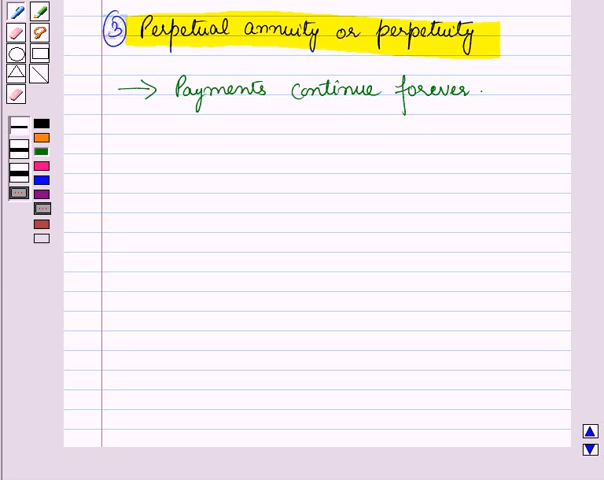 ③ Perpetual annuity or perpetuity
→ Payments continue forever.